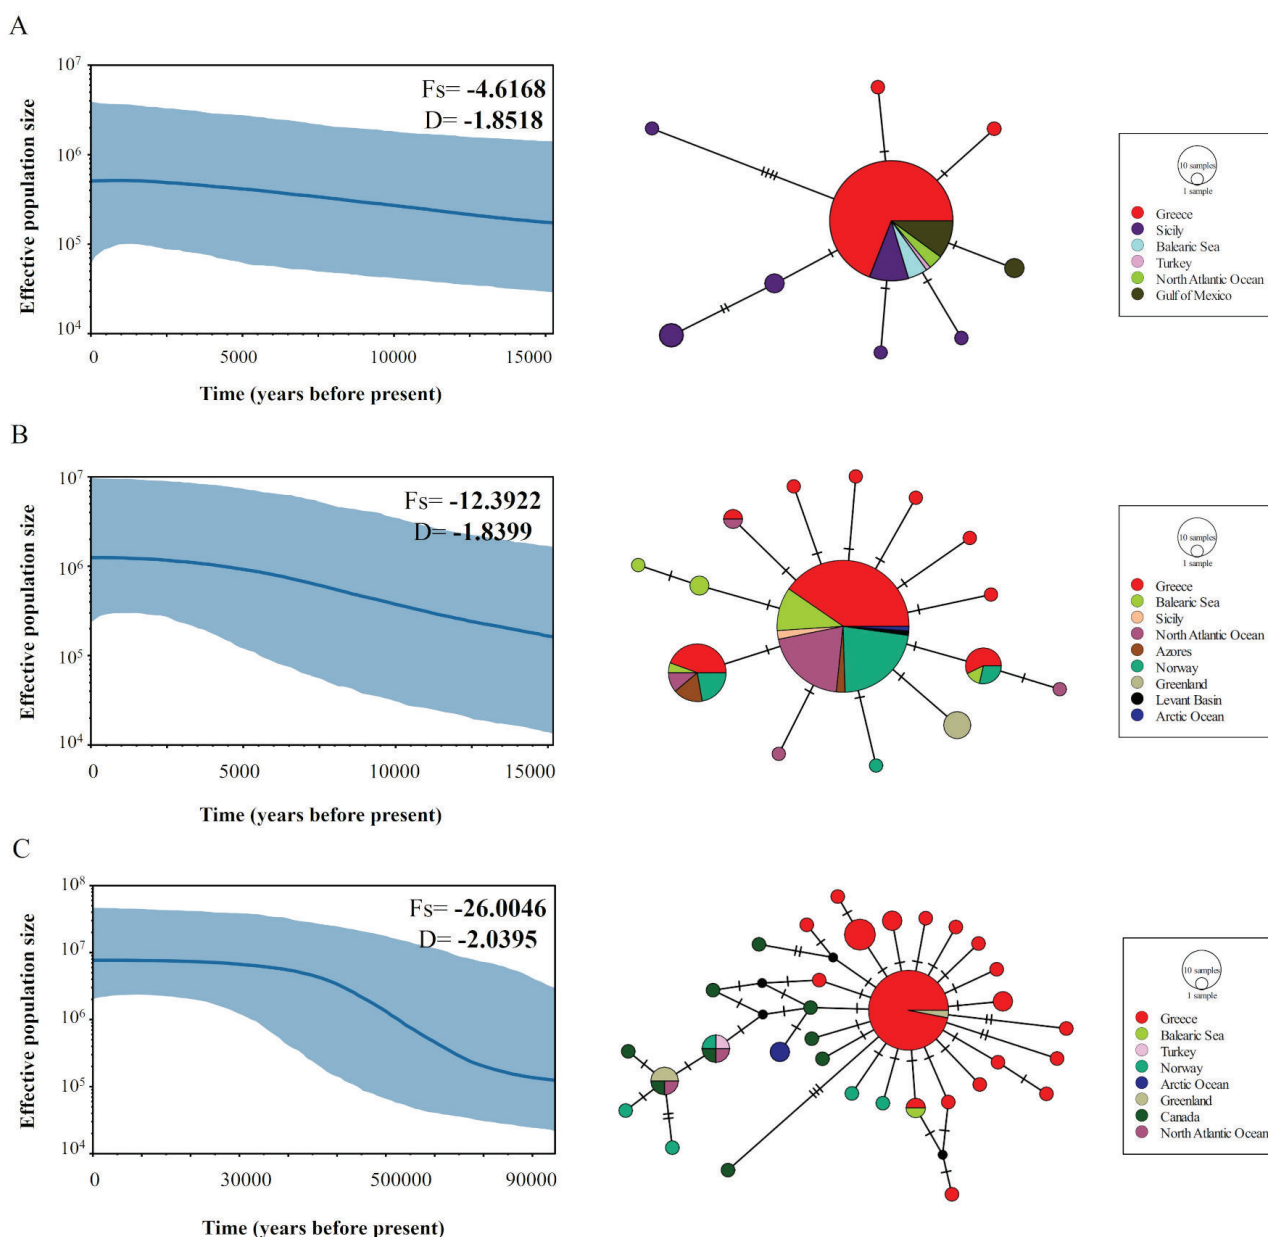 A
Effective population size
10^7
10^6
10^5
10^4
Fs= -4.6168
D= -1.8518
0 5000 10000 15000
Time (years before present)
10 samples
1 sample
Greece
Sicily
Balearic Sea
Turkey
North Atlantic Ocean
Gulf of Mexico
B
Effective population size
10^7
10^6
10^5
10^4
Fs= -12.3922
D= -1.8399
0 5000 10000 15000
Time (years before present)
10 samples
1 sample
Greece
Balearic Sea
Sicily
North Atlantic Ocean
Azores
Norway
Greenland
Levant Basin
Arctic Ocean
C
Effective population size
10^8
10^7
10^6
10^5
10^4
Fs= -26.0046
D= -2.0395
0 30000 500000 90000
Time (years before present)
10 samples
1 sample
Greece
Balearic Sea
Turkey
Norway
Arctic Ocean
Greenland
Canada
North Atlantic Ocean